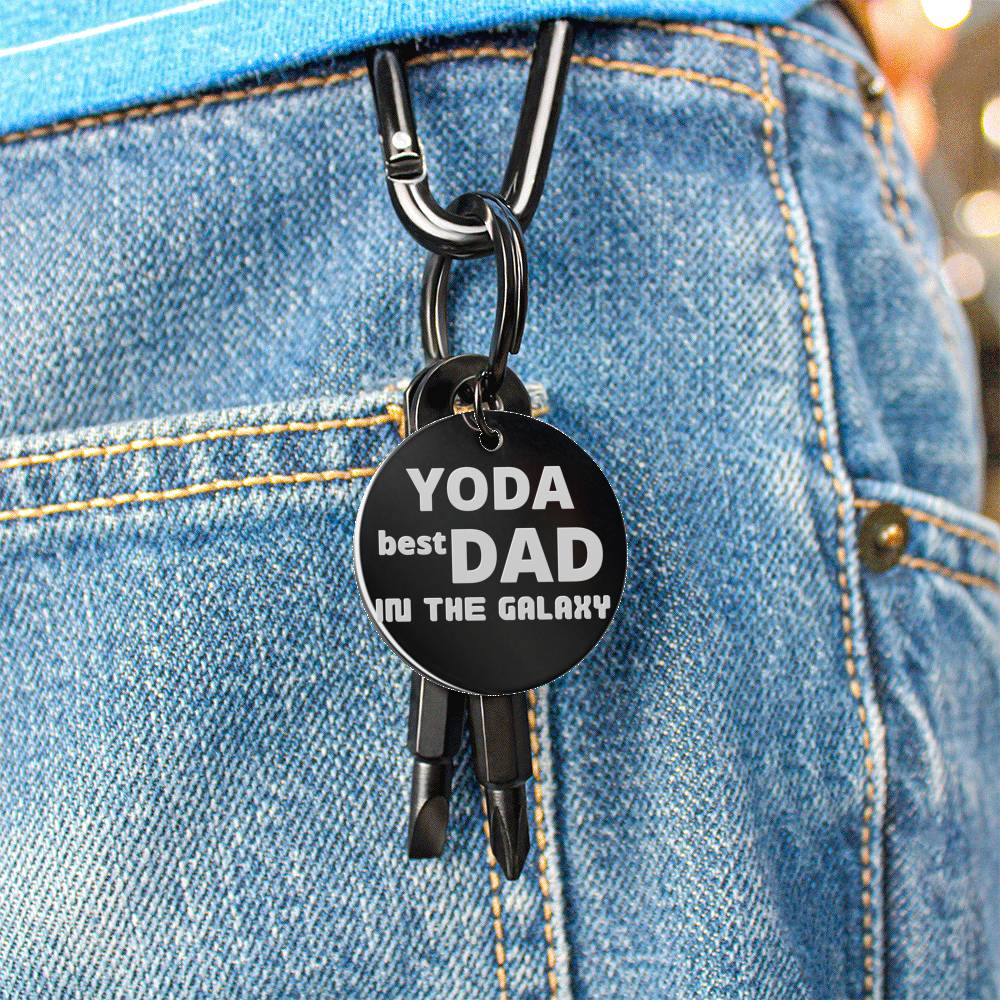 YODA
best DAD
IN THE GALAXY